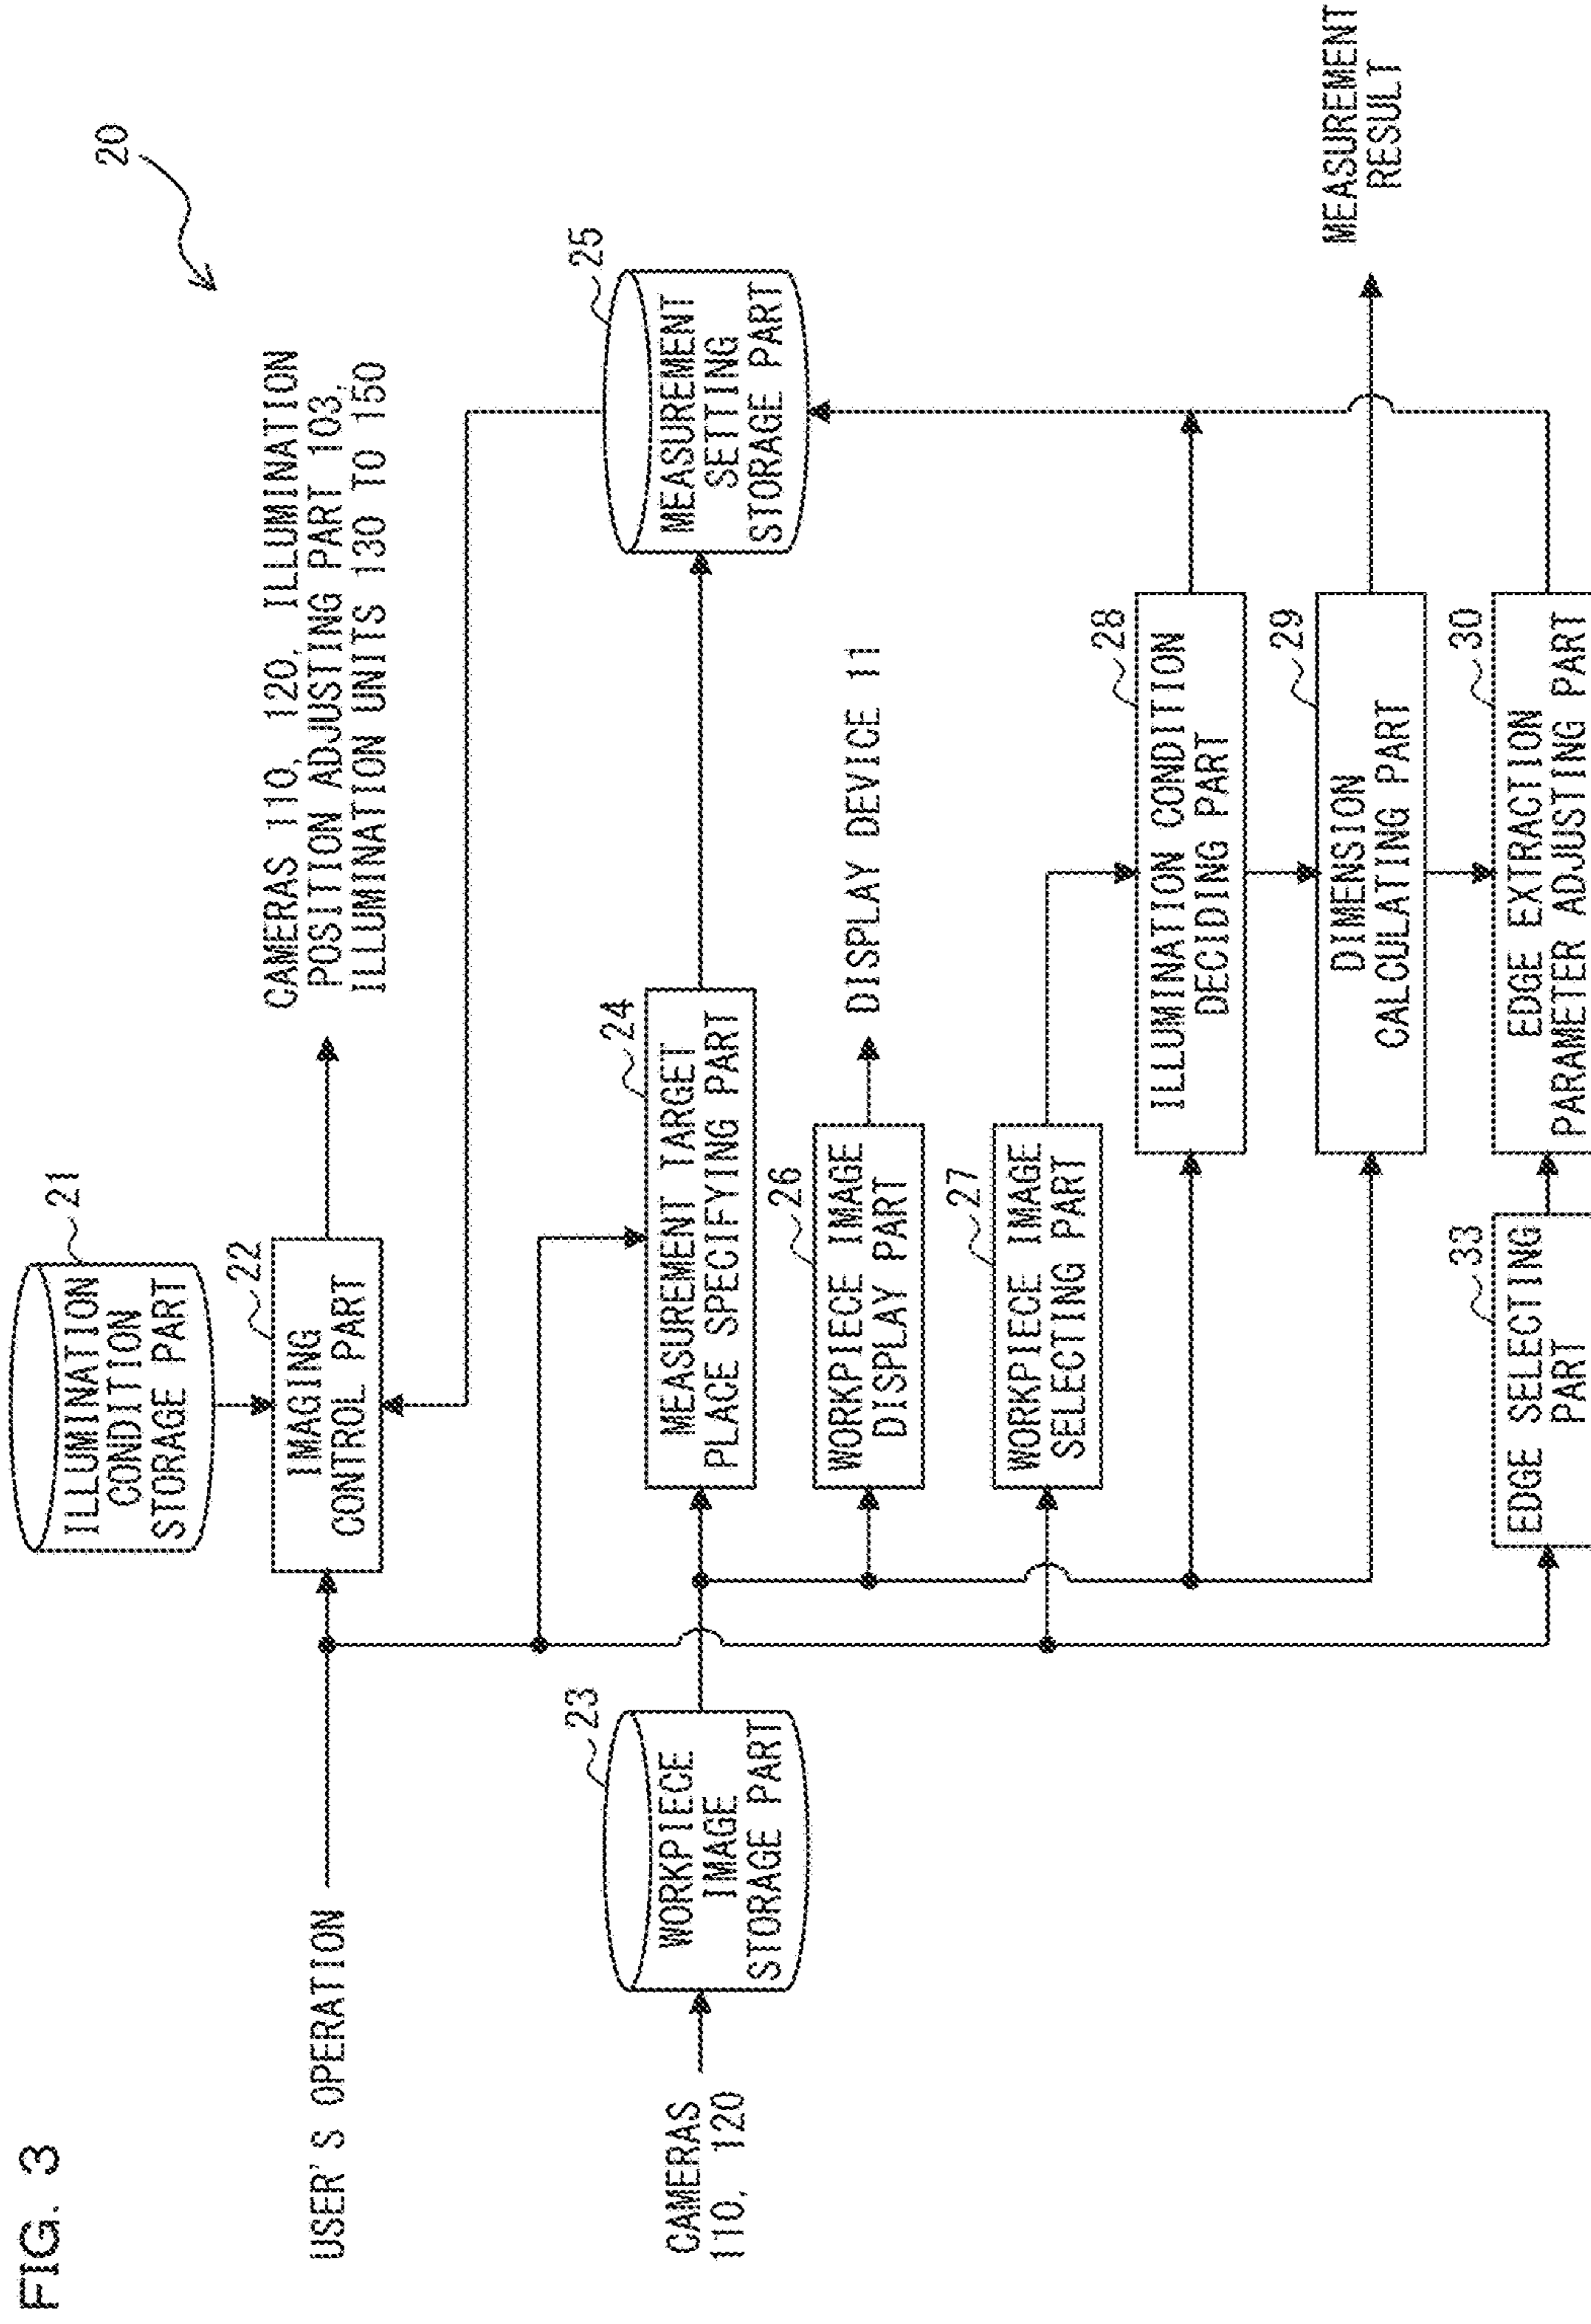 FIG. 3
20
ILLUMINATION
CONDITION
STORAGE PART
21
USER'S OPERATION
IMAGING
CONTROL PART
22
CAMERAS 110, 120, ILLUMINATION
POSITION ADJUSTING PART 103,
ILLUMINATION UNITS 130 TO 150
CAMERAS
110, 120
WORKPIECE
IMAGE
STORAGE PART
23
MEASUREMENT TARGET
PLACE SPECIFYING PART
24
MEASUREMENT
SETTING
STORAGE PART
25
WORKPIECE IMAGE
DISPLAY PART
26
DISPLAY DEVICE 11
WORKPIECE IMAGE
SELECTING PART
27
ILLUMINATION CONDITION
DECIDING PART
28
DIMENSION
CALCULATING PART
29
MEASUREMENT
RESULT
EDGE SELECTING
PART
33
EDGE EXTRACTION
PARAMETER ADJUSTING PART
30